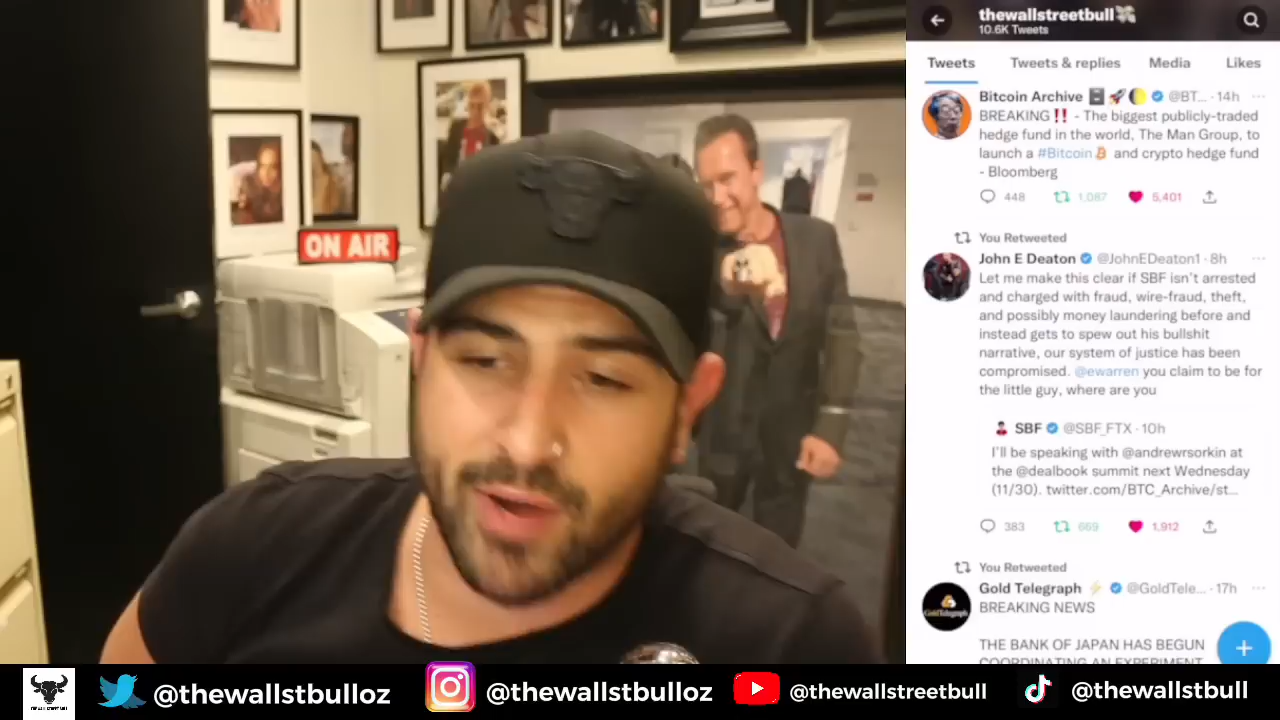 ON AIR
thewallstreetbull
10.6K Tweets
Tweets
Tweets & replies
Media
Likes
Bitcoin Archive @BT... · 14h
BREAKING‼️ - The biggest publicly-traded
hedge fund in the world, The Man Group, to
launch a #Bitcoin and crypto hedge fund
- Bloomberg
448
1,087
5,401
You Retweeted
John E Deaton @JohnEDeaton1 · 8h
Let me make this clear if SBF isn't arrested
and charged with fraud, wire-fraud, theft,
and possibly money laundering before and
instead gets to spew out his bullshit
narrative, our system of justice has been
compromised. @ewarren you claim to be for
the little guy, where are you
SBF @SBF_FTX · 10h
I'll be speaking with @andrewrsorkin at
the @dealbook summit next Wednesday
(11/30). twitter.com/BTC_Archive/st...
383
669
1,912
You Retweeted
Gold Telegraph ⚡ @GoldTele... · 17h
BREAKING NEWS
THE BANK OF JAPAN HAS BEGUN
COORDINATING AN EXPERIMENT
@thewallstbulloz
@thewallstbulloz
@thewallstreetbull
@thewallstbull